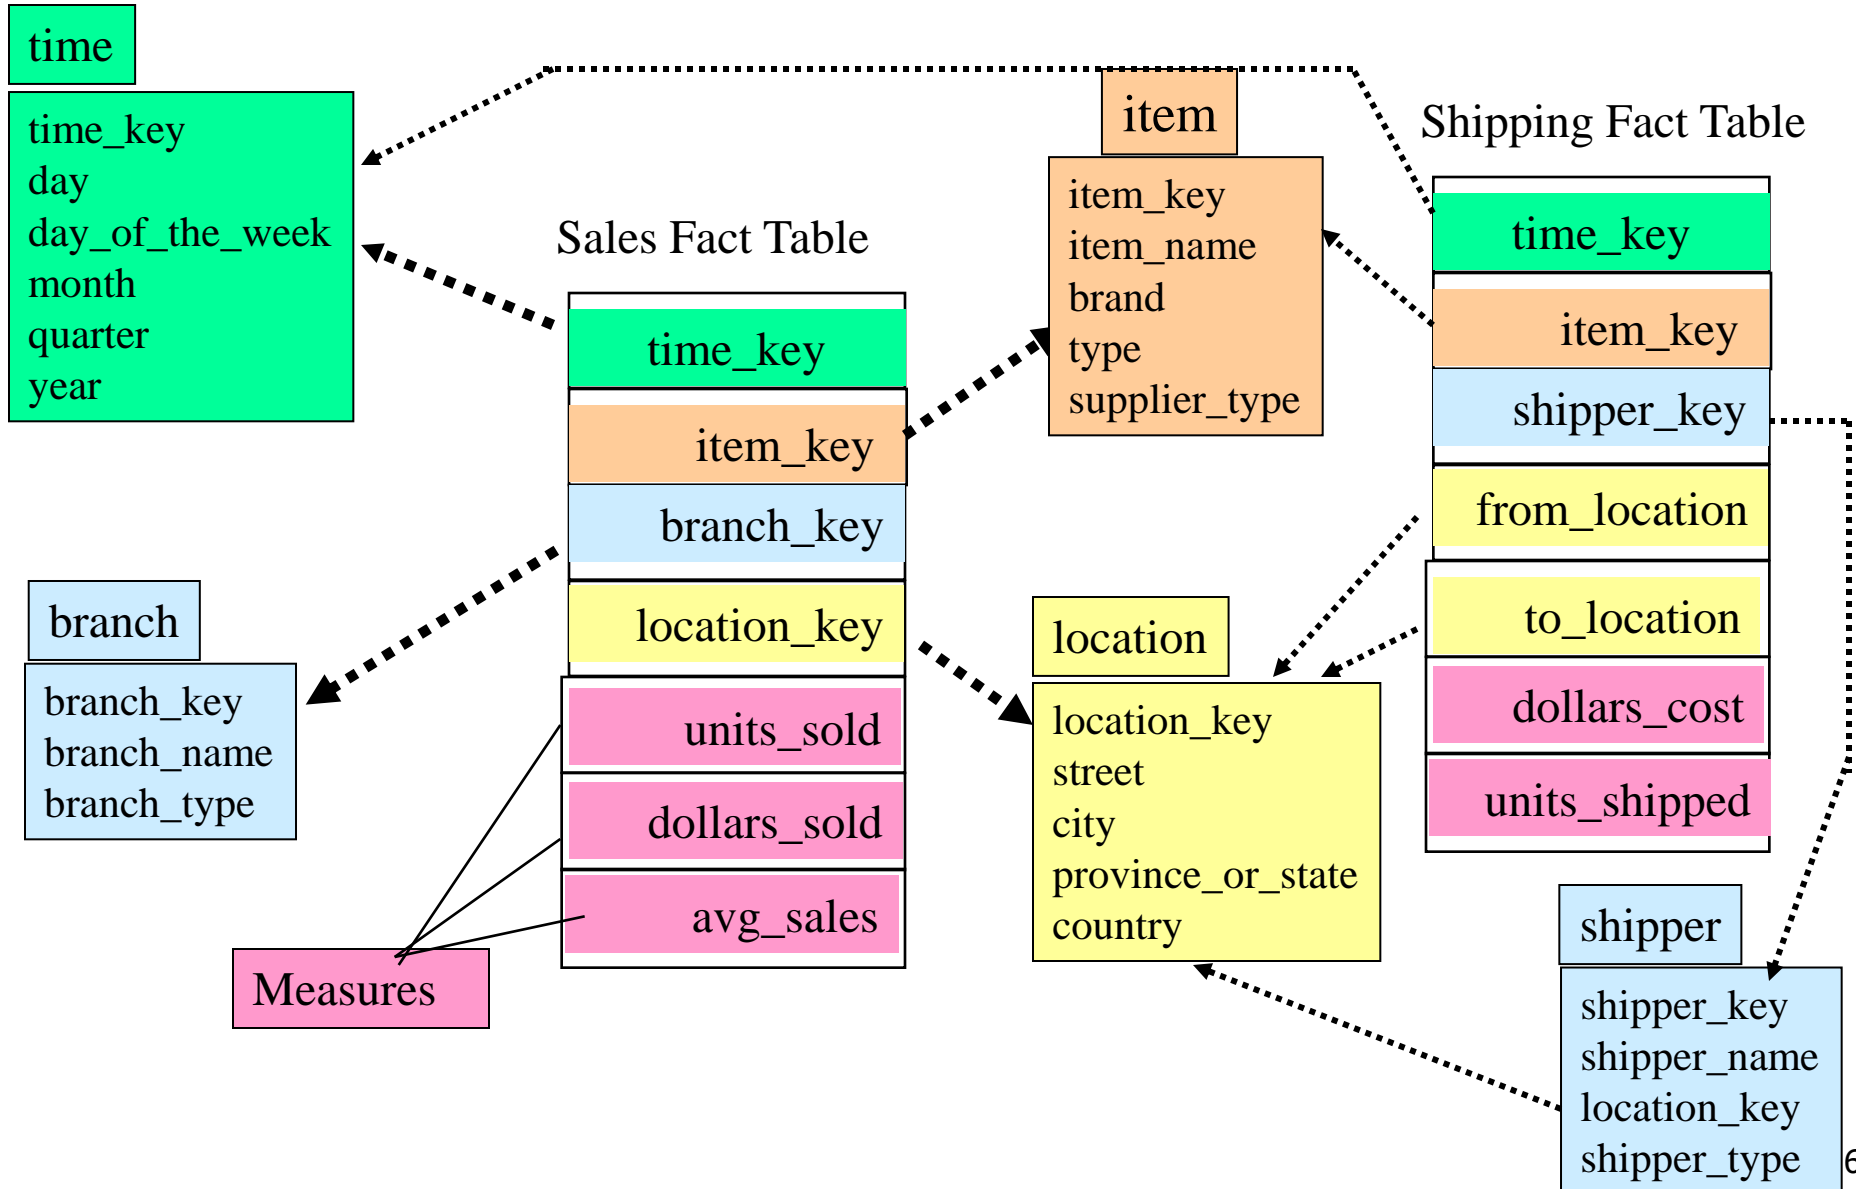 time
time_key
day
day_of_the_week
month
quarter
year
Sales Fact Table
time_key
item_key
branch_key
location_key
units_sold
dollars_sold
avg_sales
Measures
branch
branch_key
branch_name
branch_type
item
item_key
item_name
brand
type
supplier_type
location
location_key
street
city
province_or_state
country
Shipping Fact Table
time_key
item_key
shipper_key
from_location
to_location
dollars_cost
units_shipped
shipper
shipper_key
shipper_name
location_key
shipper_type
6